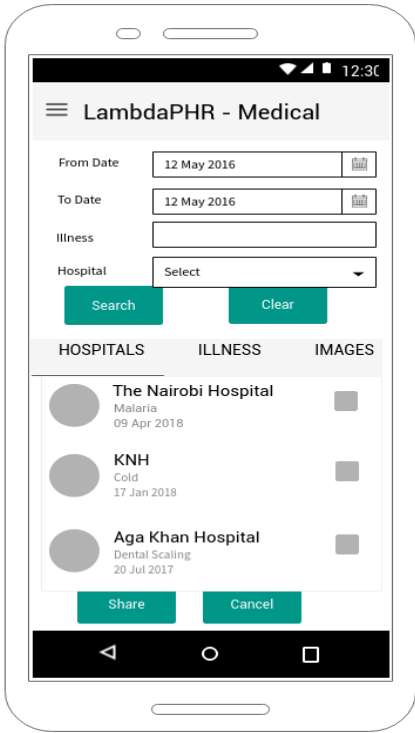 12:30
LambdaPHR - Medical
From Date
12 May 2016
To Date
12 May 2016
Illness
Hospital
Select
Search
Clear
HOSPITALS
ILLNESS
IMAGES
The Nairobi Hospital
Malaria
09 Apr 2018
KNH
Cold
17 Jan 2018
Aga Khan Hospital
Dental Scaling
20 Jul 2017
Share
Cancel